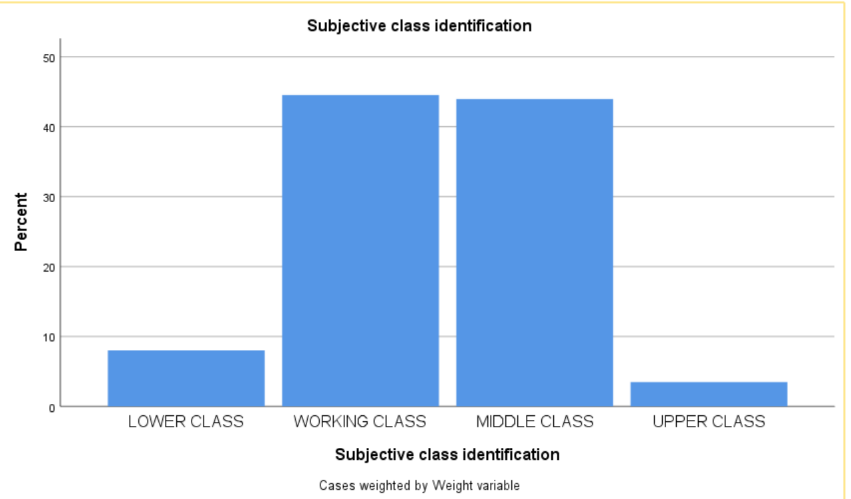 Subjective class identification
50
40
30
20
10
0
Percent
LOWER CLASS WORKING CLASS MIDDLE CLASS UPPER CLASS
Subjective class identification
Cases weighted by Weight variable